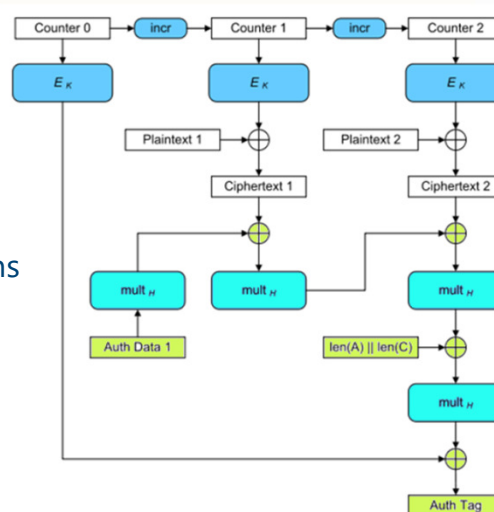 Counter 0
incr
Counter 1
incr
Counter 2
E K
E K
E K
Plaintext 1
Plaintext 2
Ciphertext 1
Ciphertext 2
mult H
mult H
mult H
Auth Data 1
len(A) || len(C)
mult H
Auth Tag